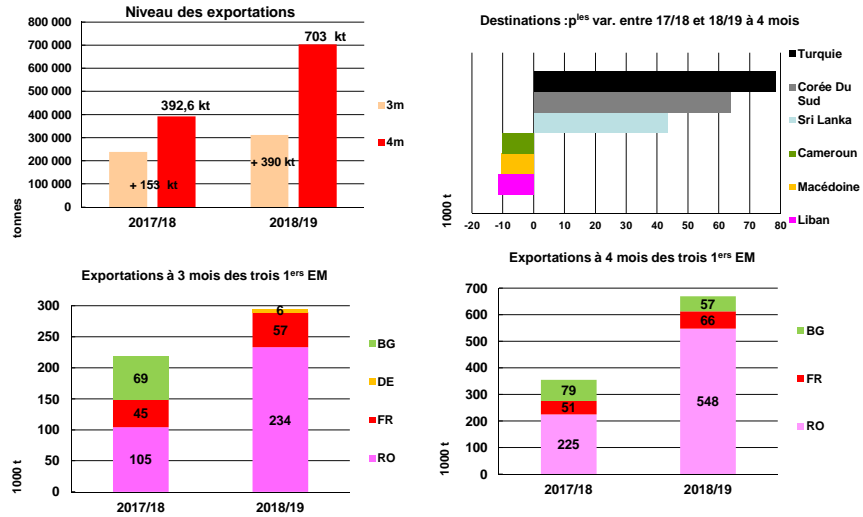 Niveau des exportations
800 000
700 000
600 000
500 000
400 000
300 000
200 000
100 000
0
tonnes
392,6 kt
703 kt
+ 153 kt
+ 390 kt
2017/18
2018/19
3m
4m
Destinations :ples var. entre 17/18 et 18/19 à 4 mois
1000 t
-20 -10 0 10 20 30 40 50 60 70 80
Turquie
Corée Du
Sud
Sri Lanka
Cameroun
Macédoine
Liban
Exportations à 3 mois des trois 1ers EM
300
250
200
150
100
50
0
1000 t
69
45
105
6
57
234
2017/18
2018/19
BG
DE
FR
RO
Exportations à 4 mois des trois 1ers EM
700
600
500
400
300
200
100
0
1000 t
79
51
225
57
66
548
2017/18
2018/19
BG
FR
RO